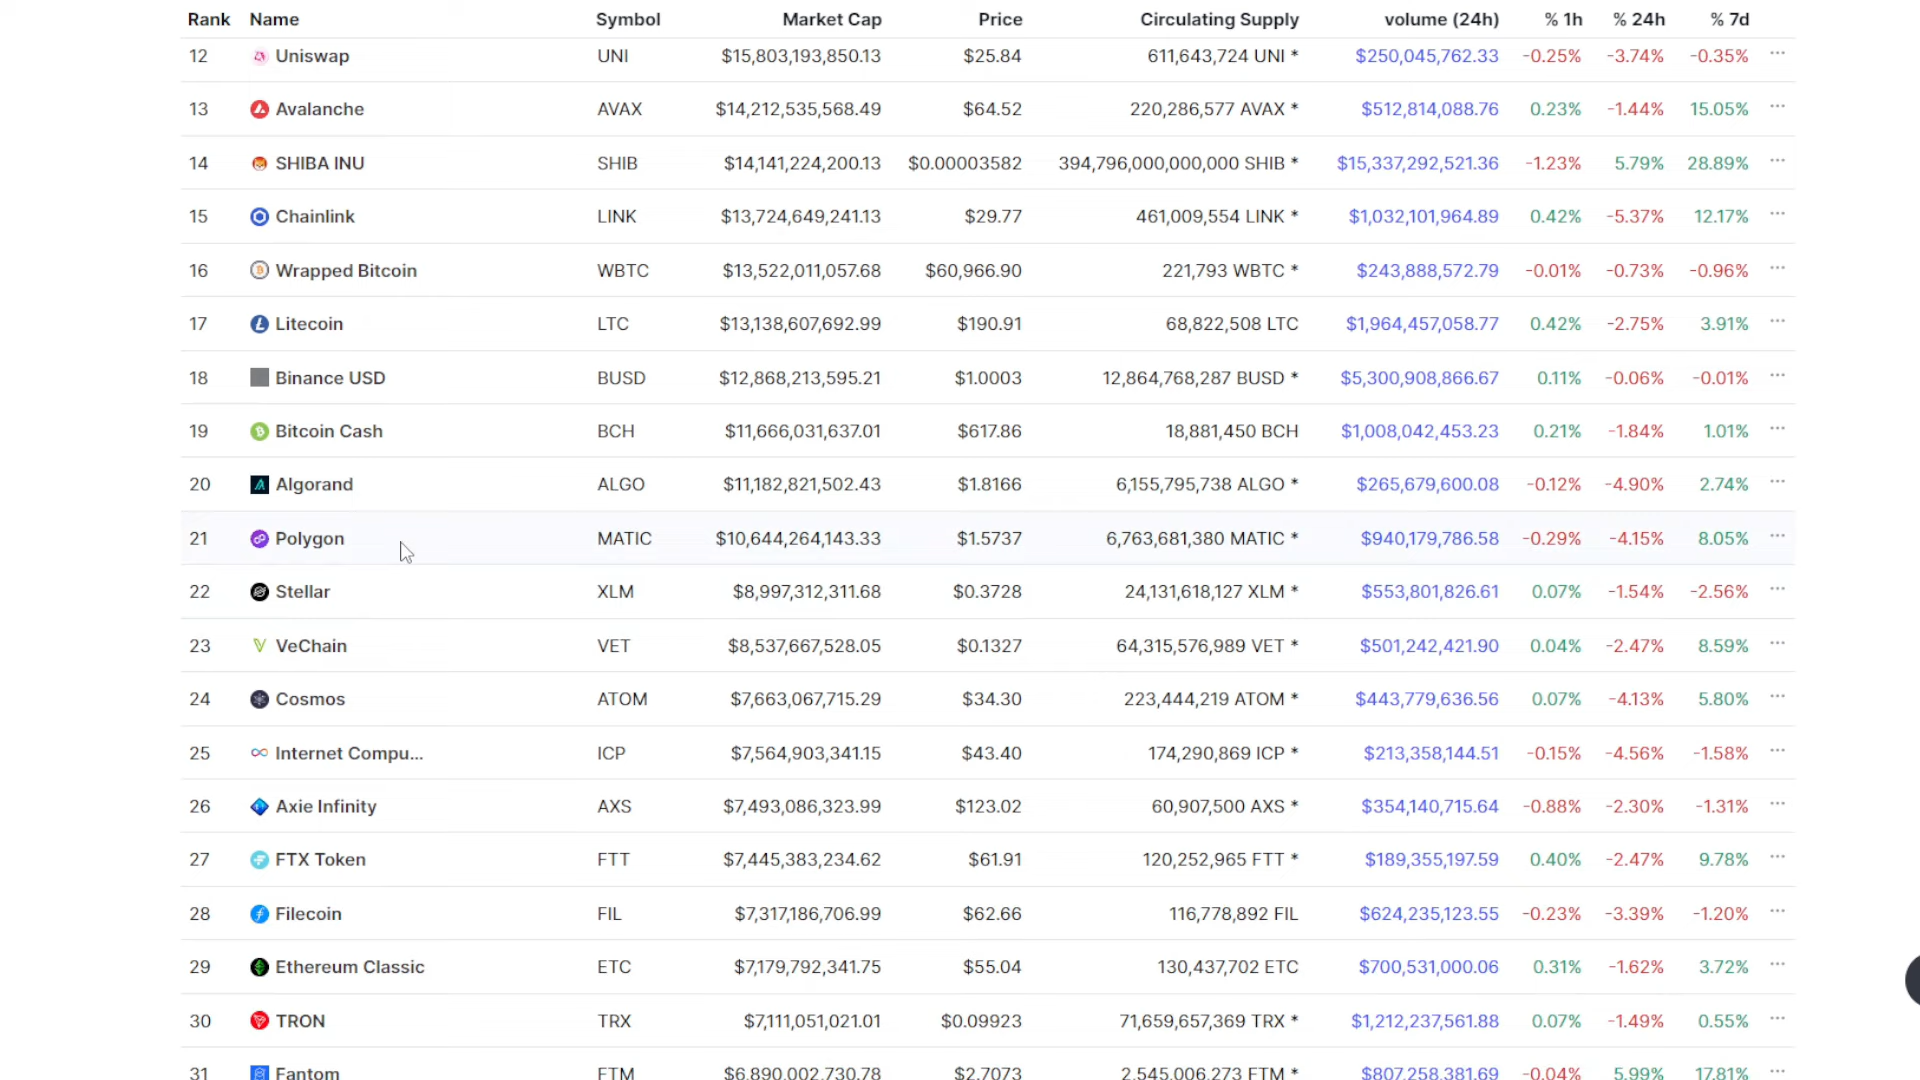 Rank Name Symbol Market Cap Price Circulating Supply volume (24h) % 1h % 24h % 7d
12 Uniswap UNI $15,803,193,850.13 $25.84 611,643,724 UNI * $250,045,762.33 -0.25% -3.74% -0.35% ...
13 Avalanche AVAX $14,212,535,568.49 $64.52 220,286,577 AVAX * $512,814,088.76 0.23% -1.44% 15.05% ...
14 SHIBA INU SHIB $14,141,224,200.13 $0.00003582 394,796,000,000,000 SHIB * $15,337,292,521.36 -1.23% 5.79% 28.89% ...
15 Chainlink LINK $13,724,649,241.13 $29.77 461,009,554 LINK * $1,032,101,964.89 0.42% -5.37% 12.17% ...
16 Wrapped Bitcoin WBTC $13,522,011,057.68 $60,966.90 221,793 WBTC * $243,888,572.79 -0.01% -0.73% -0.96% ...
17 Litecoin LTC $13,138,607,692.99 $190.91 68,822,508 LTC $1,964,457,058.77 0.42% -2.75% 3.91% ...
18 Binance USD BUSD $12,868,213,595.21 $1.0003 12,864,768,287 BUSD * $5,300,908,866.67 0.11% -0.06% -0.01% ...
19 Bitcoin Cash BCH $11,666,031,637.01 $617.86 18,881,450 BCH $1,008,042,453.23 0.21% -1.84% 1.01% ...
20 Algorand ALGO $11,182,821,502.43 $1.8166 6,155,795,738 ALGO * $265,679,600.08 -0.12% -4.90% 2.74% ...
21 Polygon MATIC $10,644,264,143.33 $1.5737 6,763,681,380 MATIC * $940,179,786.58 -0.29% -4.15% 8.05% ...
22 Stellar XLM $8,997,312,311.68 $0.3728 24,131,618,127 XLM * $553,801,826.61 0.07% -1.54% -2.56% ...
23 VeChain VET $8,537,667,528.05 $0.1327 64,315,576,989 VET * $501,242,421.90 0.04% -2.47% 8.59% ...
24 Cosmos ATOM $7,663,067,715.29 $34.30 223,444,219 ATOM * $443,779,636.56 0.07% -4.13% 5.80% ...
25 Internet Compu... ICP $7,564,903,341.15 $43.40 174,290,869 ICP * $213,358,144.51 -0.15% -4.56% -1.58% ...
26 Axie Infinity AXS $7,493,086,323.99 $123.02 60,907,500 AXS * $354,140,715.64 -0.88% -2.30% -1.31% ...
27 FTX Token FTT $7,445,383,234.62 $61.91 120,252,965 FTT * $189,355,197.59 0.40% -2.47% 9.78% ...
28 Filecoin FIL $7,317,186,706.99 $62.66 116,778,892 FIL $624,235,123.55 -0.23% -3.39% -1.20% ...
29 Ethereum Classic ETC $7,179,792,341.75 $55.04 130,437,702 ETC $700,531,000.06 0.31% -1.62% 3.72% ...
30 TRON TRX $7,111,051,021.01 $0.09923 71,659,657,369 TRX * $1,212,237,561.88 0.07% -1.49% 0.55% ...
31 Fantom FTM $6,890,002,730.78 $2.7073 2,545,006,273 FTM * $807,258,381.69 -0.04% 5.99% 17.81% ...